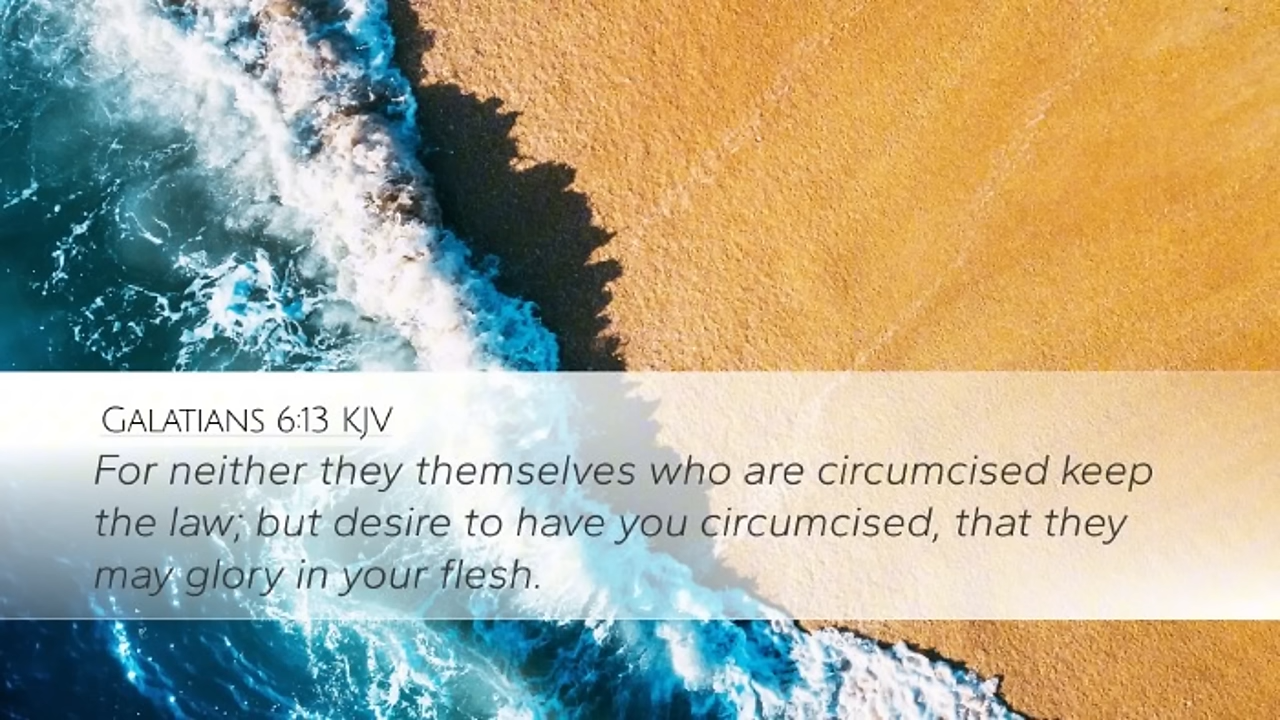 Galatians 6:13 KJV
For neither they themselves who are circumcised keep
the law; but desire to have you circumcised, that they
may glory in your flesh.